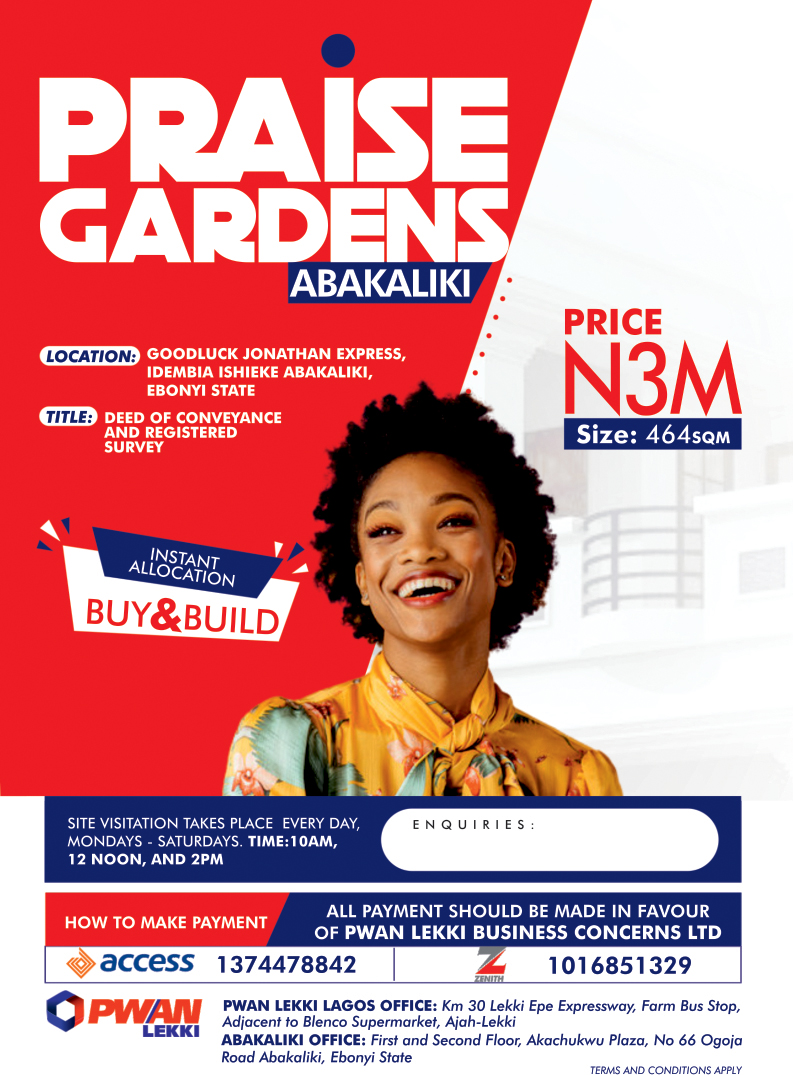 PRAISE
GARDENS
ABAKALIKI
LOCATION: GOODLUCK JONATHAN EXPRESS,
IDEMBIA ISHIEKE ABAKALIKI,
EBONYI STATE
TITLE: DEED OF CONVEYANCE
AND REGISTERED
SURVEY
PRICE
N3M
Size: 464SQM
INSTANT
ALLOCATION
BUY&BUILD
SITE VISITATION TAKES PLACE EVERY DAY,
MONDAYS - SATURDAYS. TIME:10AM,
12 NOON, AND 2PM
ENQUIRIES:
HOW TO MAKE PAYMENT
ALL PAYMENT SHOULD BE MADE IN FAVOUR
OF PWAN LEKKI BUSINESS CONCERNS LTD
access 1374478842
ZENITH 1016851329
PWAN
LEKKI
PWAN LEKKI LAGOS OFFICE: Km 30 Lekki Epe Expressway, Farm Bus Stop,
Adjacent to Blenco Supermarket, Ajah-Lekki
ABAKALIKI OFFICE: First and Second Floor, Akachukwu Plaza, No 66 Ogoja
Road Abakaliki, Ebonyi State
TERMS AND CONDITIONS APPLY